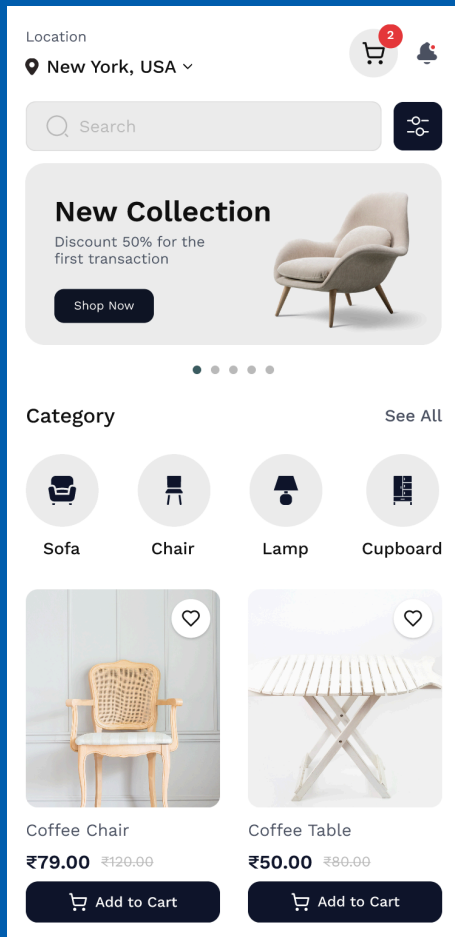 Location
New York, USA
2
Search
New Collection
Discount 50% for the
first transaction
Shop Now
Category
See All
Sofa
Chair
Lamp
Cupboard
Coffee Chair
₹79.00 ₹120.00
Add to Cart
Coffee Table
₹50.00 ₹80.00
Add to Cart